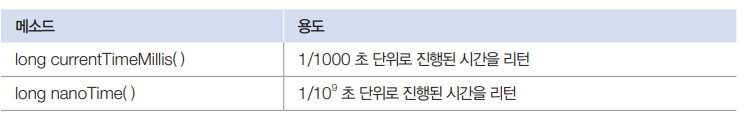 메소드 용도
long currentTimeMillis( ) 1/1000 초 단위로 진행된 시간을 리턴
long nanoTime( ) 1/10⁹ 초 단위로 진행된 시간을 리턴